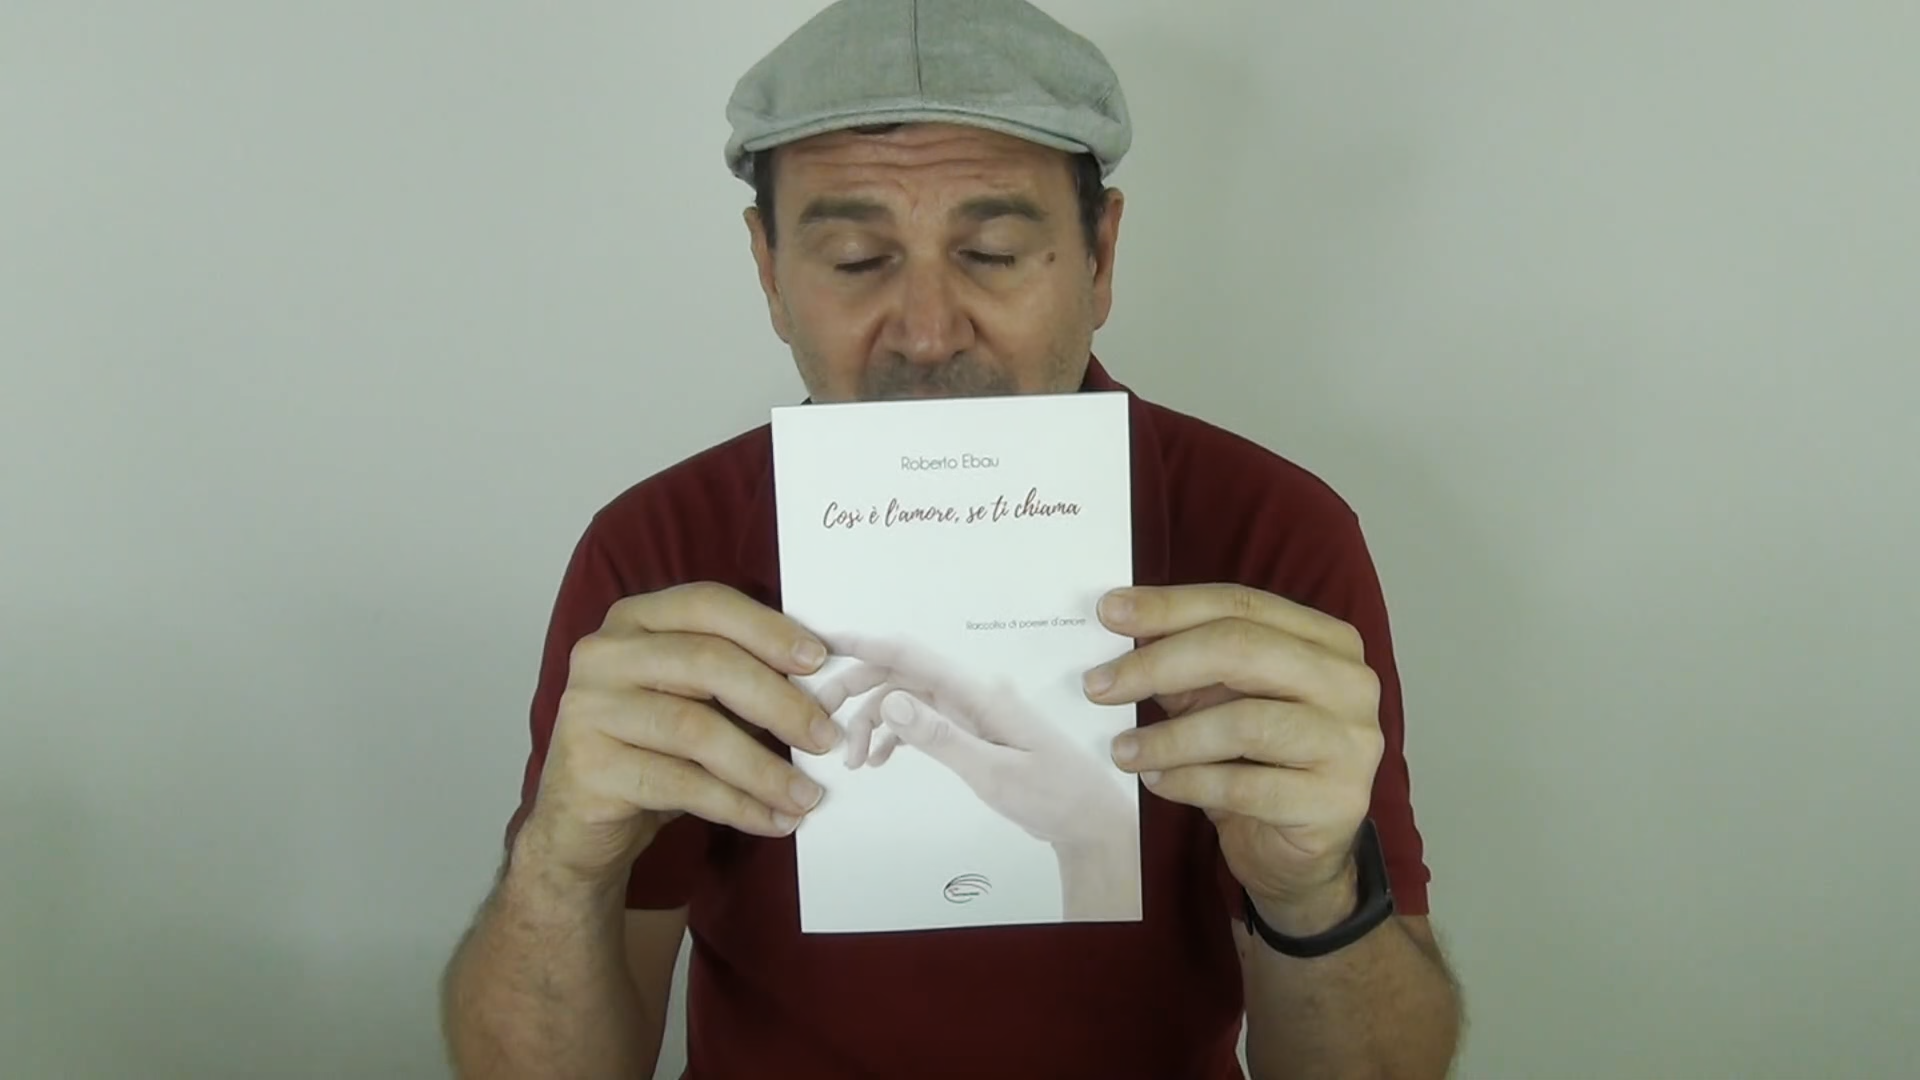 Roberto Ebau
Così è l'amore, se ti chiama
Raccolta di poesie d'amore